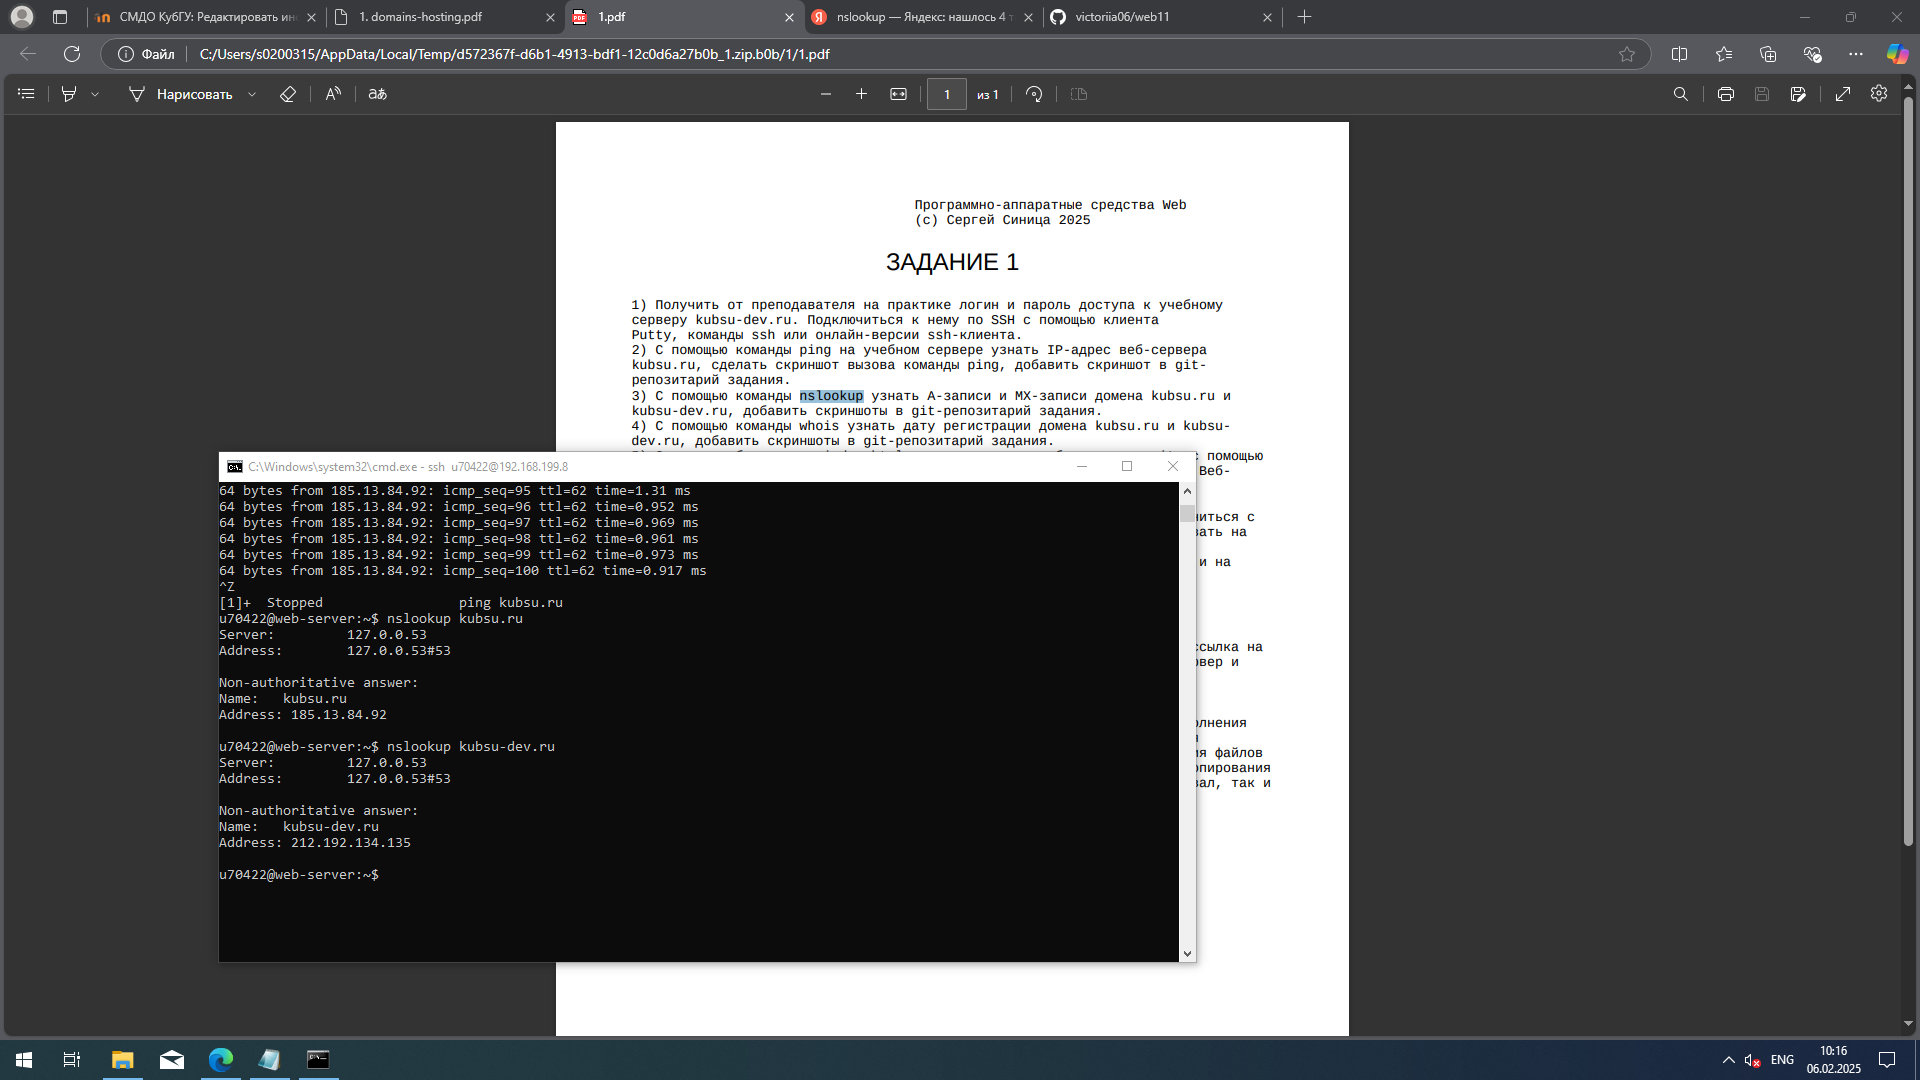 СМДО КубГУ: Редактировать ин
1. domains-hosting.pdf
1.pdf
nslookup — Яндекс: нашлось 4 т
victoriia06/web11
Файл
C:/Users/s0200315/AppData/Local/Temp/d572367f-d6b1-4913-bdf1-12c0d6a27b0b_1.zip.b0b/1/1.pdf
Нарисовать
аあ
1
из 1
Программно-аппаратные средства Web
(c) Сергей Синица 2025
ЗАДАНИЕ 1
1) Получить от преподавателя на практике логин и пароль доступа к учебному
серверу kubsu-dev.ru. Подключиться к нему по SSH с помощью клиента
Putty, команды ssh или онлайн-версии ssh-клиента.
2) С помощью команды ping на учебном сервере узнать IP-адрес веб-сервера
kubsu.ru, сделать скриншот вызова команды ping, добавить скриншот в git-
репозитарий задания.
3) С помощью команды nslookup узнать А-записи и MX-записи домена kubsu.ru и
kubsu-dev.ru, добавить скриншоты в git-репозитарий задания.
4) С помощью команды whois узнать дату регистрации домена kubsu.ru и kubsu-
dev.ru, добавить скриншоты в git-репозитарий задания.
с помощью
Веб-
иться с
вать на
и на
ссылка на
рвер и
олнения
я
ия файлов
опирования
вал, так и
C:\Windows\system32\cmd.exe - ssh u70422@192.168.199.8
64 bytes from 185.13.84.92: icmp_seq=95 ttl=62 time=1.31 ms
64 bytes from 185.13.84.92: icmp_seq=96 ttl=62 time=0.952 ms
64 bytes from 185.13.84.92: icmp_seq=97 ttl=62 time=0.969 ms
64 bytes from 185.13.84.92: icmp_seq=98 ttl=62 time=0.961 ms
64 bytes from 185.13.84.92: icmp_seq=99 ttl=62 time=0.973 ms
64 bytes from 185.13.84.92: icmp_seq=100 ttl=62 time=0.917 ms
^Z
[1]+ Stopped ping kubsu.ru
u70422@web-server:~$ nslookup kubsu.ru
Server: 127.0.0.53
Address: 127.0.0.53#53
Non-authoritative answer:
Name: kubsu.ru
Address: 185.13.84.92
u70422@web-server:~$ nslookup kubsu-dev.ru
Server: 127.0.0.53
Address: 127.0.0.53#53
Non-authoritative answer:
Name: kubsu-dev.ru
Address: 212.192.134.135
u70422@web-server:~$
ENG
10:16
06.02.2025